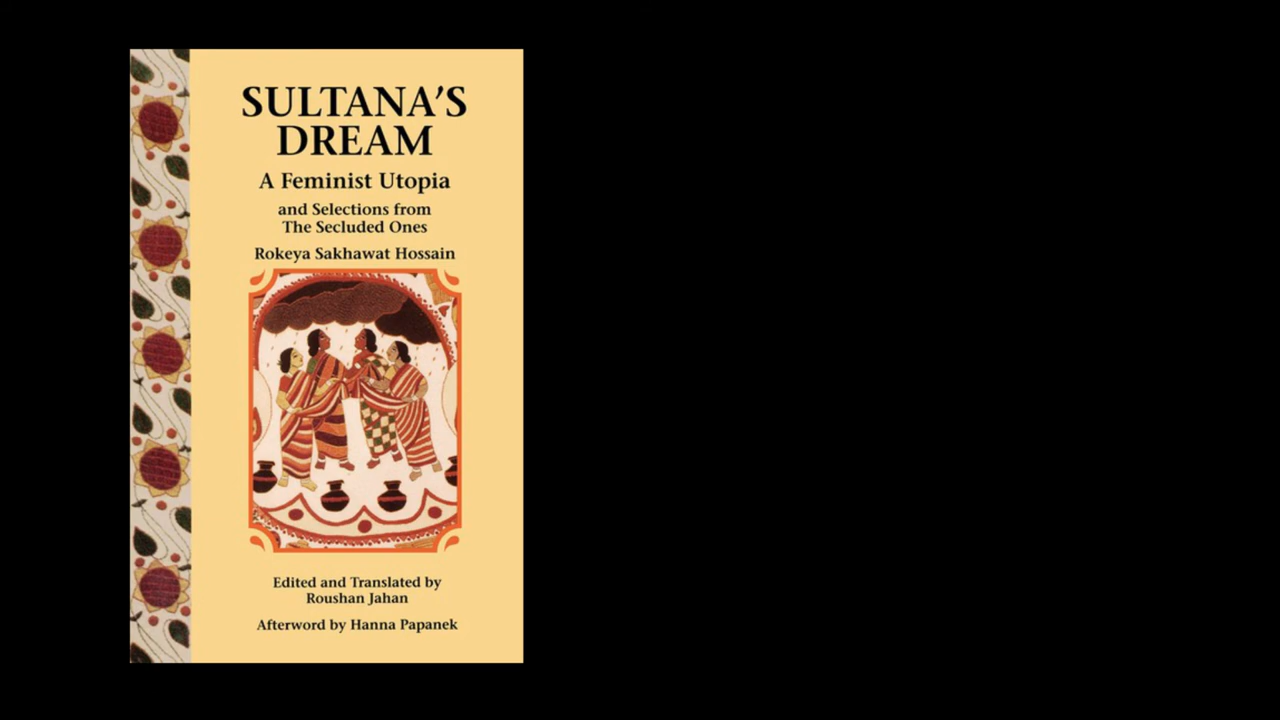 SULTANA'S
DREAM
A Feminist Utopia
and Selections from
The Secluded Ones
Rokeya Sakhawat Hossain
Edited and Translated by
Roushan Jahan
Afterword by Hanna Papanek